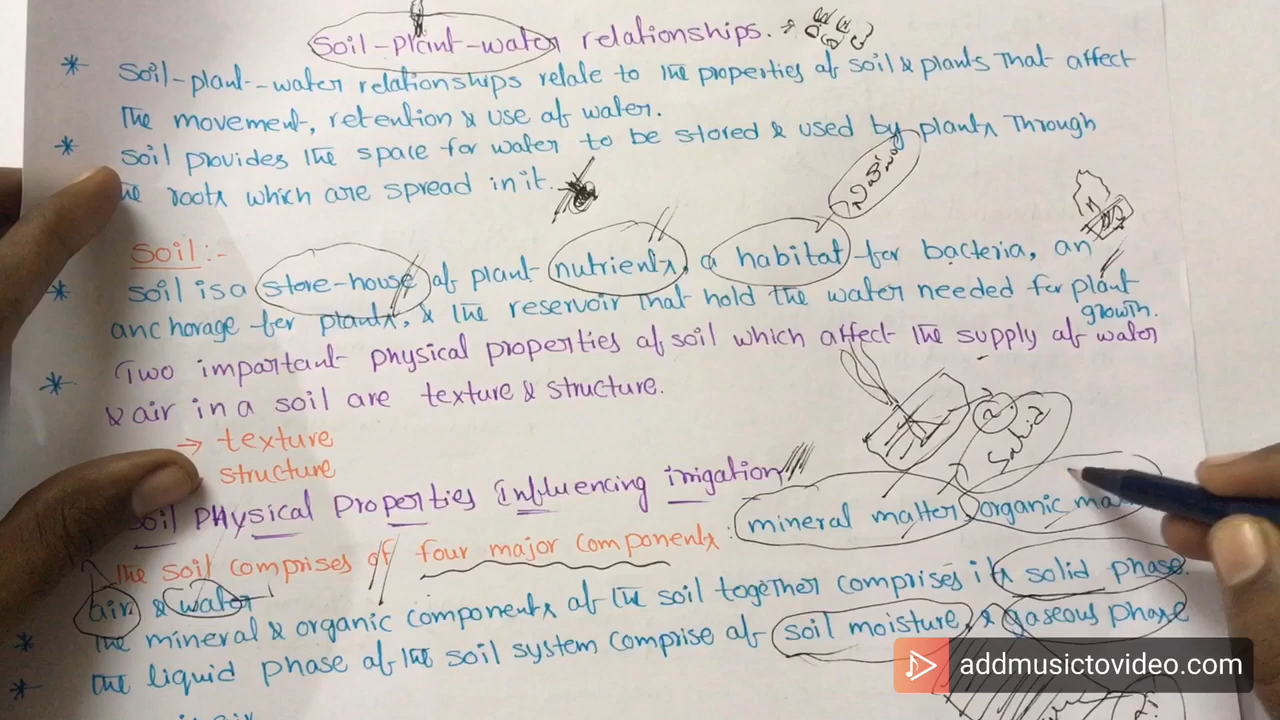 Soil-plant-water relationships.
* Soil-plant-water relationships relate to the properties of soil & plants that affect
the movement, retention & use of water.
* Soil provides the space for water to be stored & used by plants through
the roots which are spread in it.
Soil:-
* Soil is a store-house of plant nutrients, a habitat for bacteria, an
anchorage for plants, & the reservoir that hold the water needed for plant
growth.
* Two important physical properties of soil which affect the supply of water
& air in a soil are texture & structure.
→ texture
structure
Soil physical properties influencing irrigation
The soil comprises of four major components: mineral matter, organic ma
air & water
Solid
* The mineral & organic components of the soil together comprises its solid phase.
* the liquid phase of the soil system comprise of soil moisture, & gaseous phase
addmusictovideo.com